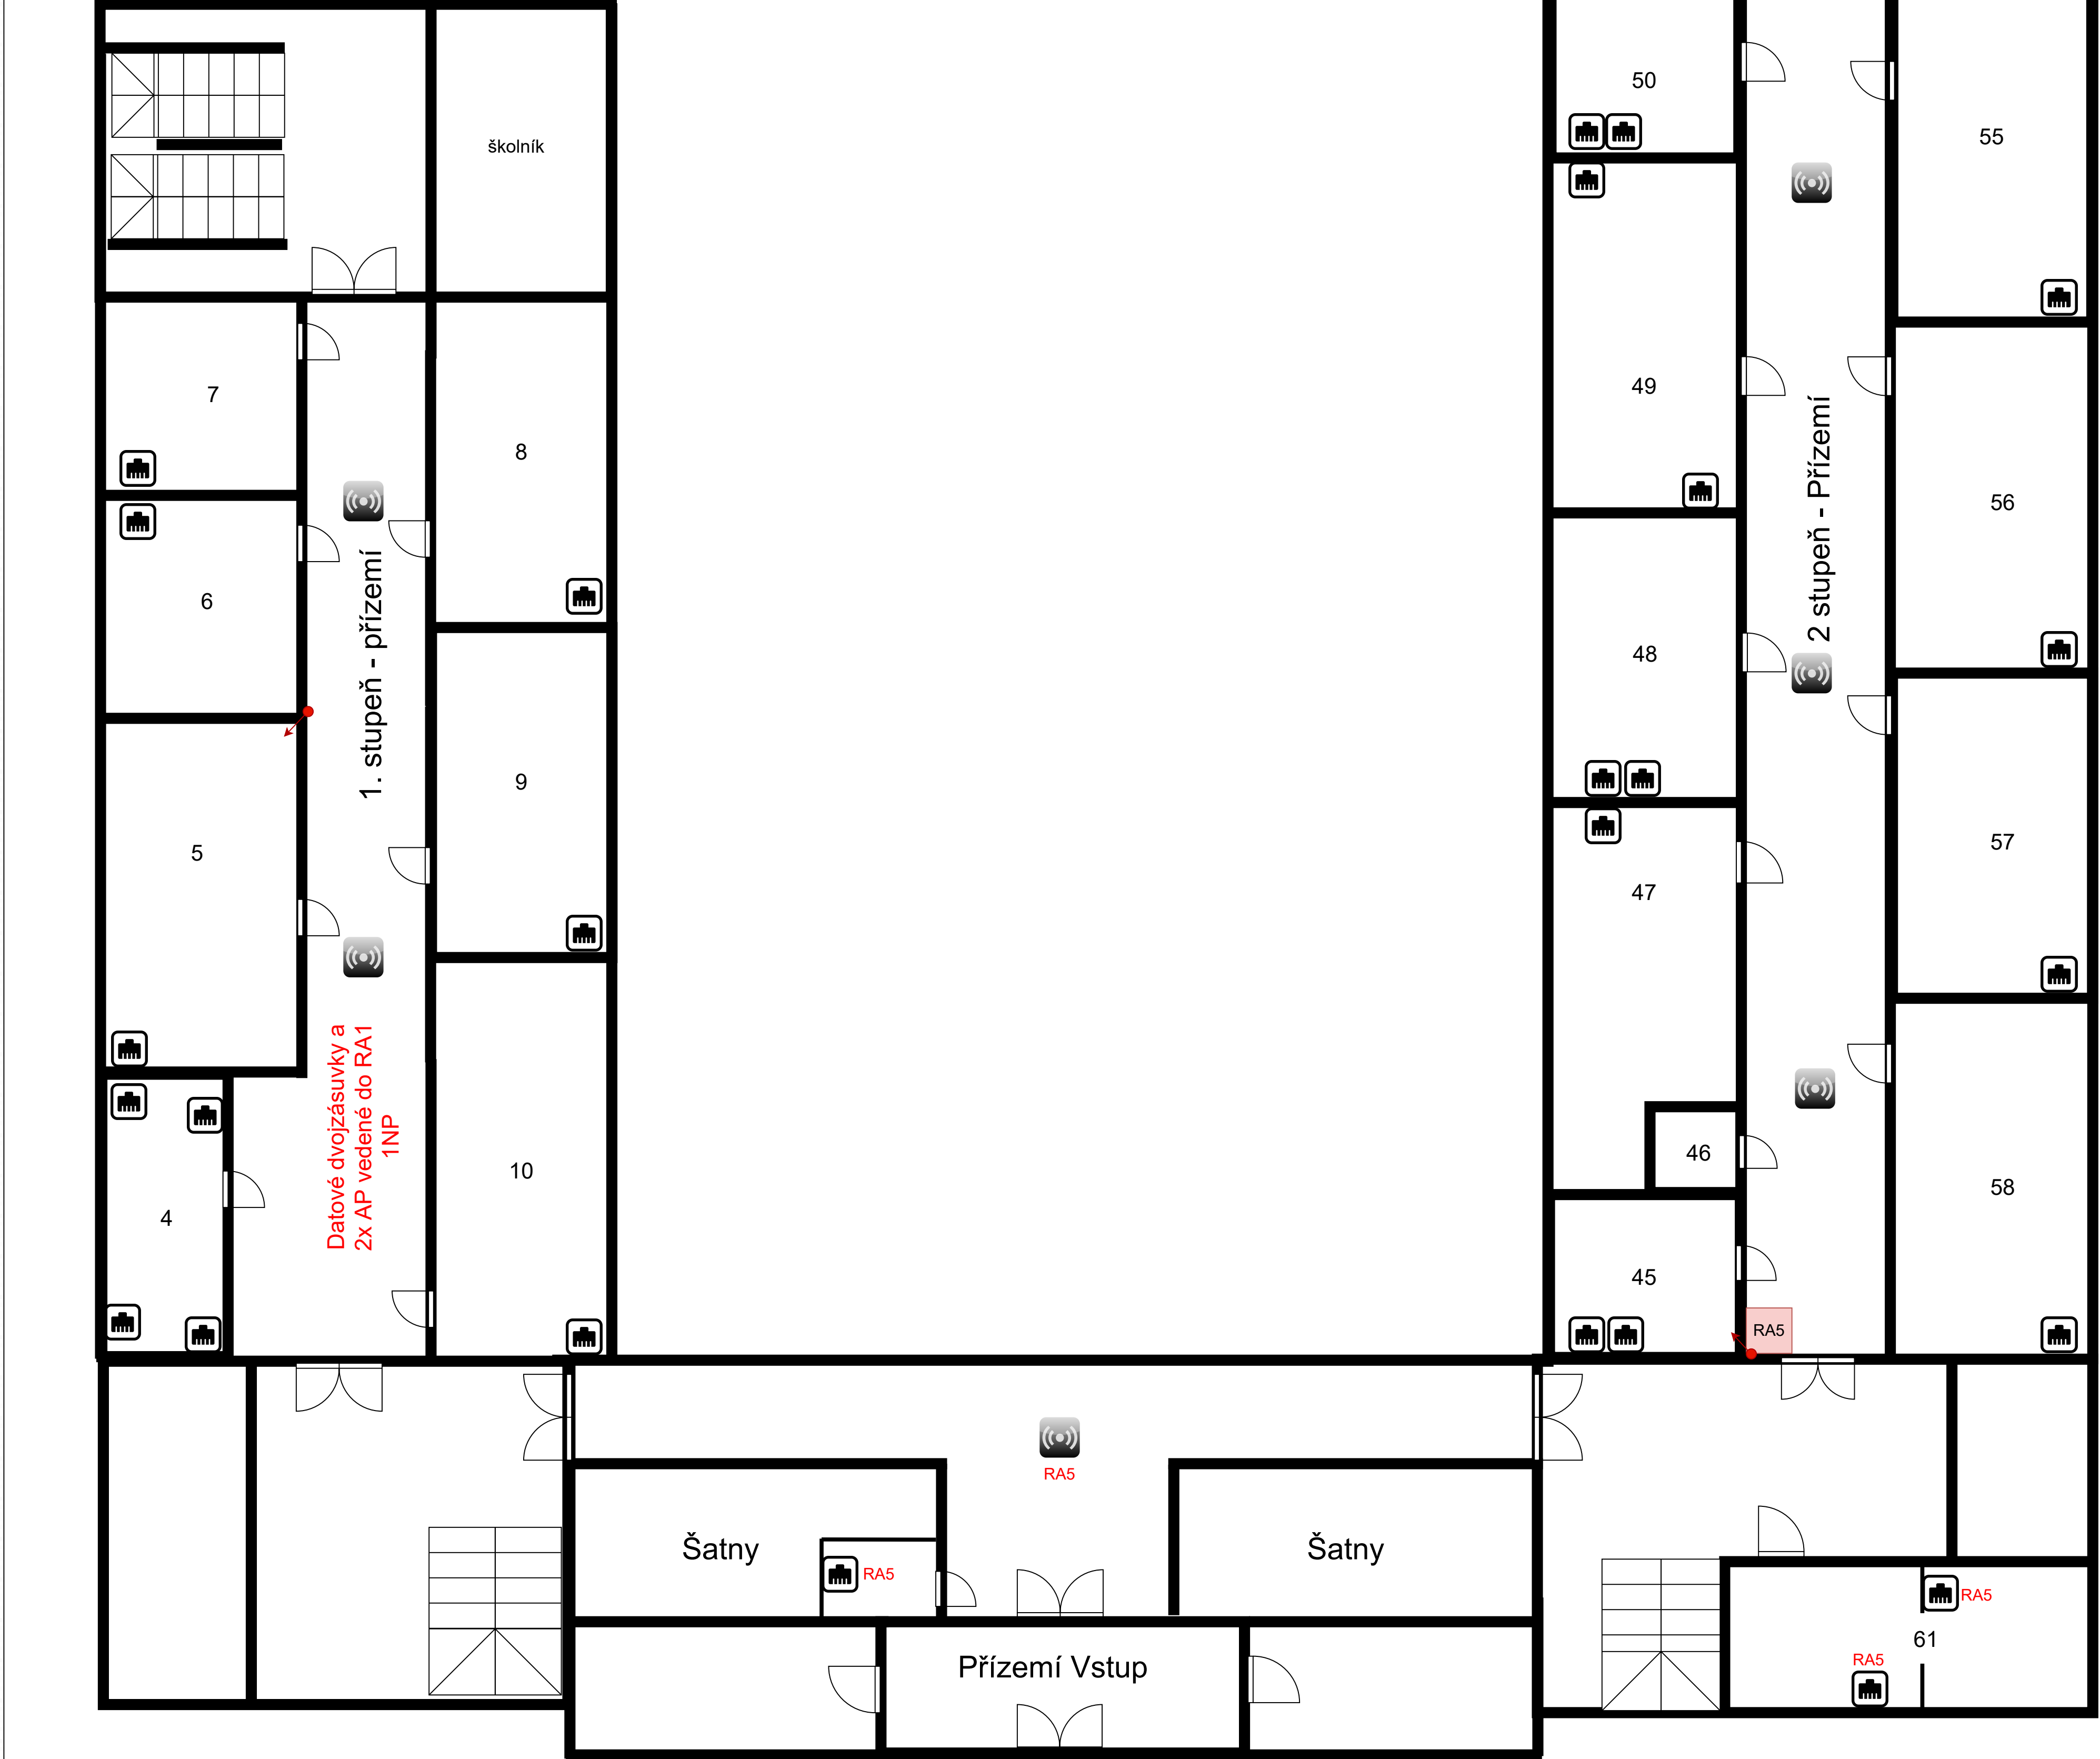 školník
7
8
6
1. stupeň - přízemí
9
5
Datové dvojzásuvky a
2x AP vedené do RA1
1NP
4
10
50
55
49
2 stupeň - Přízemí
56
48
57
47
46
58
45
RA5
RA5
Šatny
RA5
Šatny
Přízemí Vstup
RA5
61
RA5